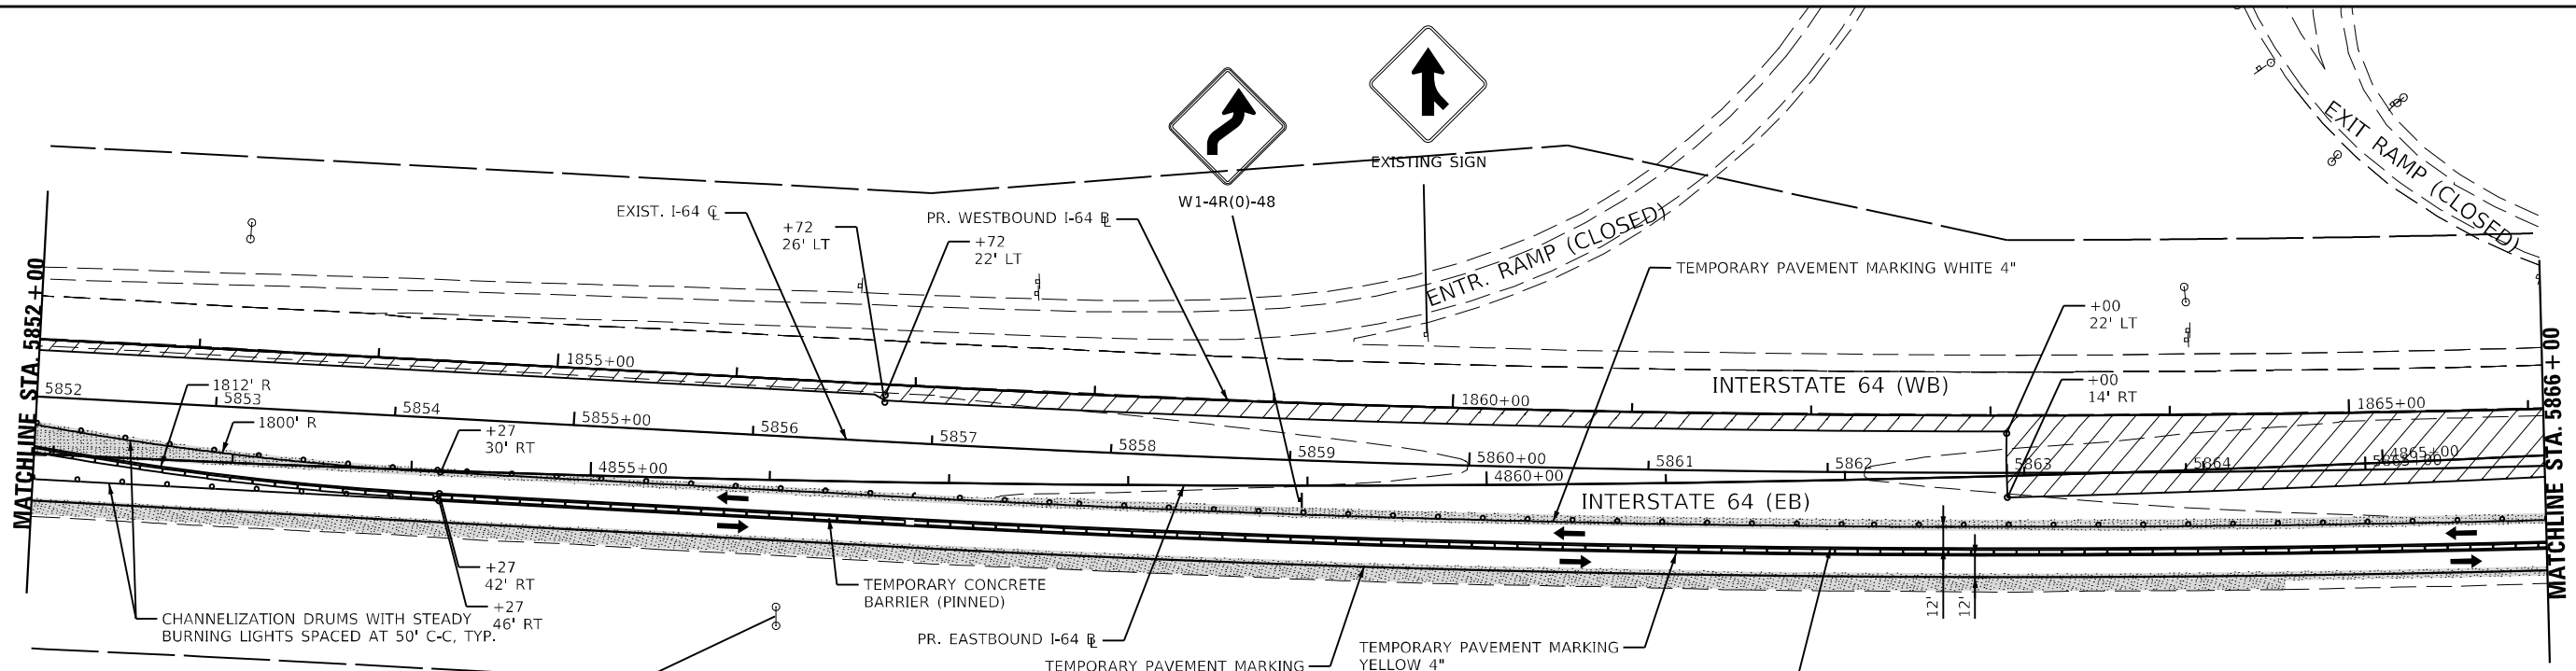 EXISTING SIGN
W1-4R(0)-48
EXIST. I-64 ℄
+72
26' LT
PR. WESTBOUND I-64 BL
+72
22' LT
ENTR. RAMP (CLOSED)
EXIT RAMP (CLOSED)
TEMPORARY PAVEMENT MARKING WHITE 4"
+00
22' LT
+00
14' RT
MATCHLINE STA. 5852+00
MATCHLINE STA. 5866+00
1855+00
1860+00
1865+00
INTERSTATE 64 (WB)
5852
5853
5854
5855+00
5856
5857
5858
5859
5860+00
5861
5862
5863
5864
5865+00
1812' R
1800' R
+27
30' RT
4855+00
4860+00
4865+00
INTERSTATE 64 (EB)
+27
42' RT
+27
46' RT
CHANNELIZATION DRUMS WITH STEADY
BURNING LIGHTS SPACED AT 50' C-C, TYP.
TEMPORARY CONCRETE
BARRIER (PINNED)
PR. EASTBOUND I-64 BL
TEMPORARY PAVEMENT MARKING
TEMPORARY PAVEMENT MARKING
YELLOW 4"
12'
12'